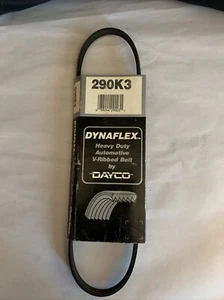 290K3
DYNAFLEX
Heavy Duty
Automotive
V-Ribbed Belt
by
DAYCO